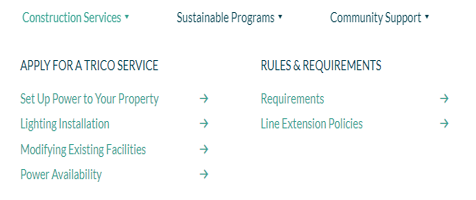 Construction Services ▾ Sustainable Programs ▾ Community Support ▾
APPLY FOR A TRICO SERVICE
Set Up Power to Your Property →
Lighting Installation →
Modifying Existing Facilities →
Power Availability →
RULES & REQUIREMENTS
Requirements →
Line Extension Policies →